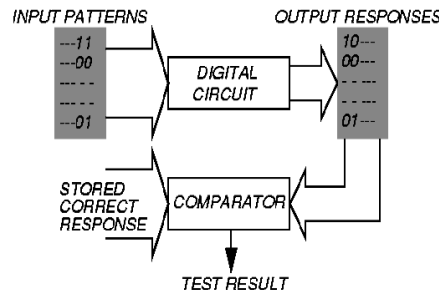 INPUT PATTERNS
OUTPUT RESPONSES
---11
---00
--- -- -
--- -- -
---01
DIGITAL
CIRCUIT
10---
00---
- - ---
- - ---
01---
STORED
CORRECT
RESPONSE
COMPARATOR
TEST RESULT